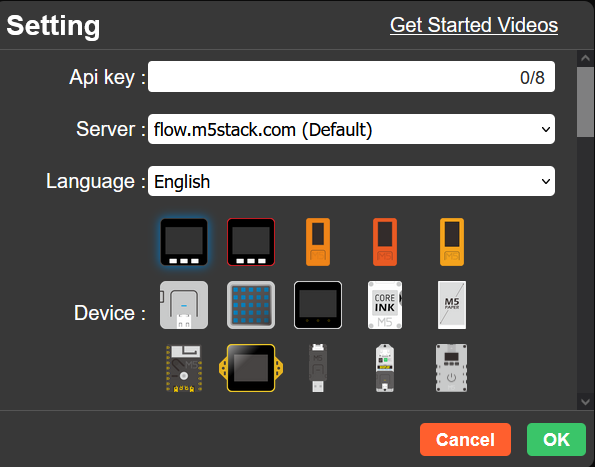 Setting
Get Started Videos
Api key :
0/8
Server :
flow.m5stack.com (Default)
Language :
English
Device :
CORE
INK
M5
M5
PAPER
M5
Cancel
OK